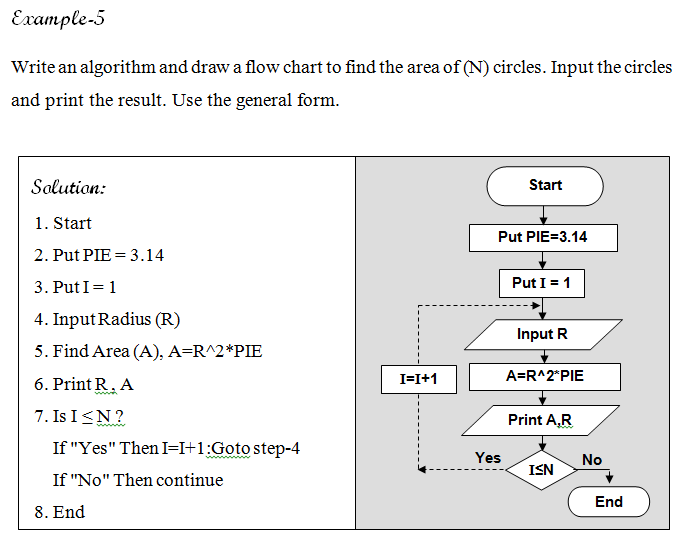 Example-5
Write an algorithm and draw a flow chart to find the area of (N) circles. Input the circles
and print the result. Use the general form.
Solution:
1. Start
2. Put PIE = 3.14
3. Put I = 1
4. Input Radius (R)
5. Find Area (A), A=R^2*PIE
6. Print R, A
7. Is I ≤ N ?
If "Yes" Then I=I+1:Goto step-4
If "No" Then continue
8. End
Start
Put PIE=3.14
Put I = 1
Input R
I=I+1
A=R^2*PIE
Print A,R
Yes
I≤N
No
End